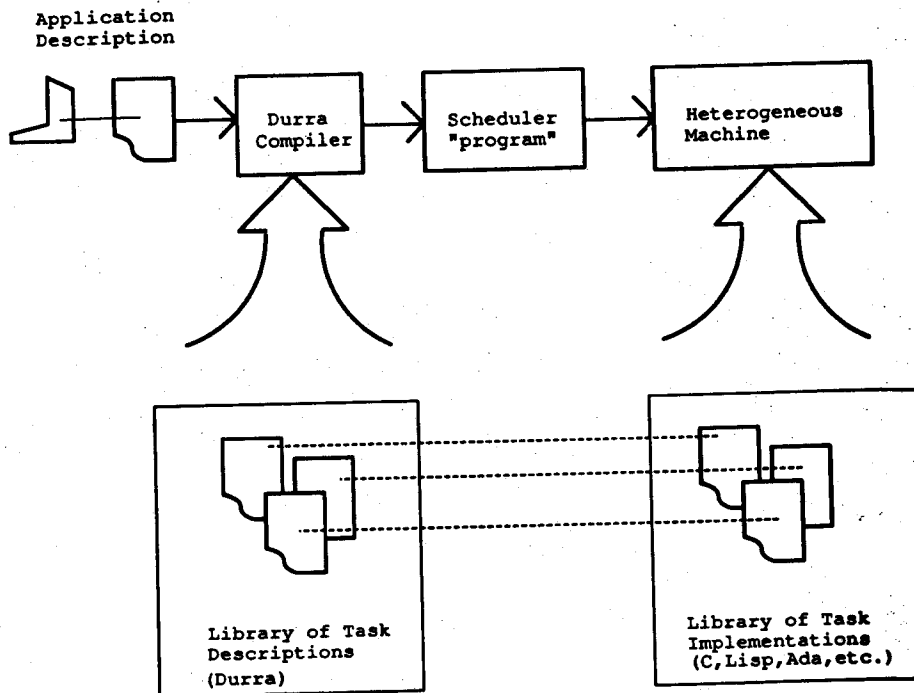 Application
Description
Durra
Compiler
Scheduler
"program"
Heterogeneous
Machine
Library of Task
Descriptions
(Durra)
Library of Task
Implementations
(C,Lisp,Ada,etc.)